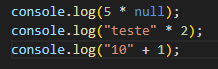 console.log(5 * null);
console.log("teste" * 2);
console.log("10" + 1);